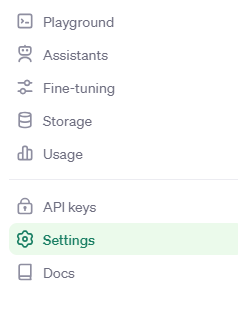 Playground
Assistants
Fine-tuning
Storage
Usage
API keys
Settings
Docs